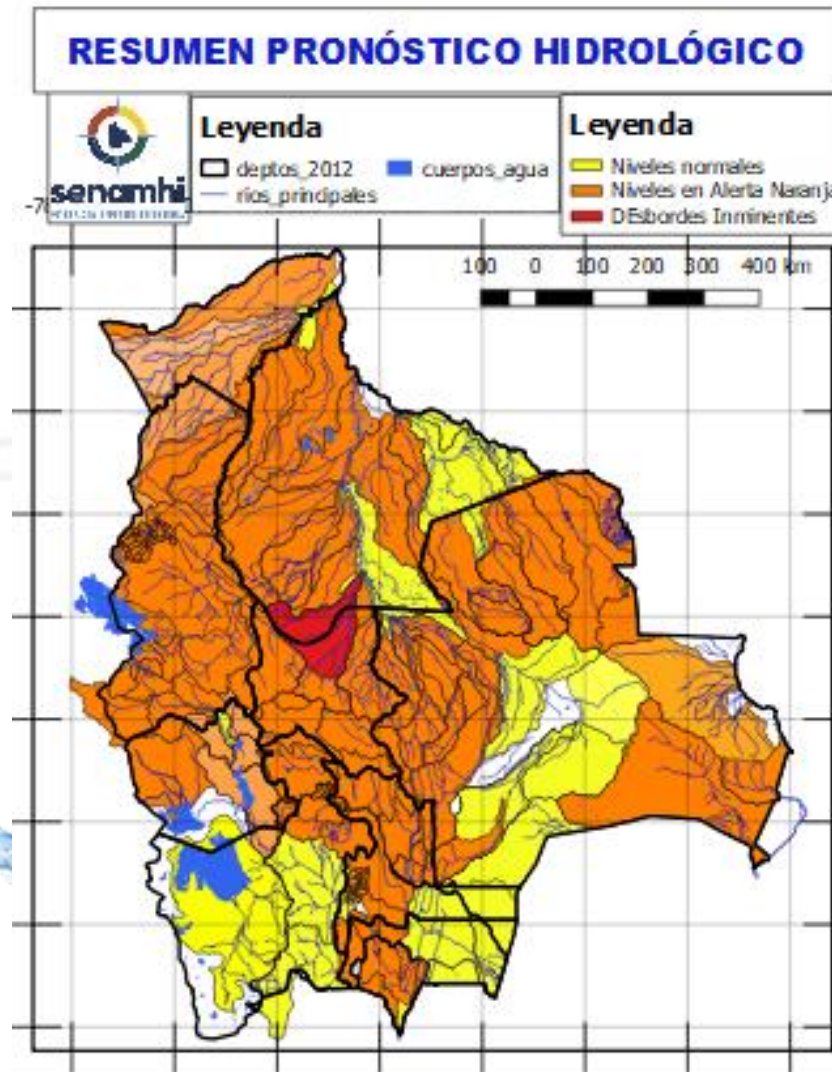 RESUMEN PRONÓSTICO HIDROLÓGICO
senamhi
Leyenda
deptos_2012
cuerpos_agua
rios_principales
Leyenda
Niveles normales
Niveles en Alerta Naranja
DEsbordes Inminentes
100 0 100 200 300 400 km